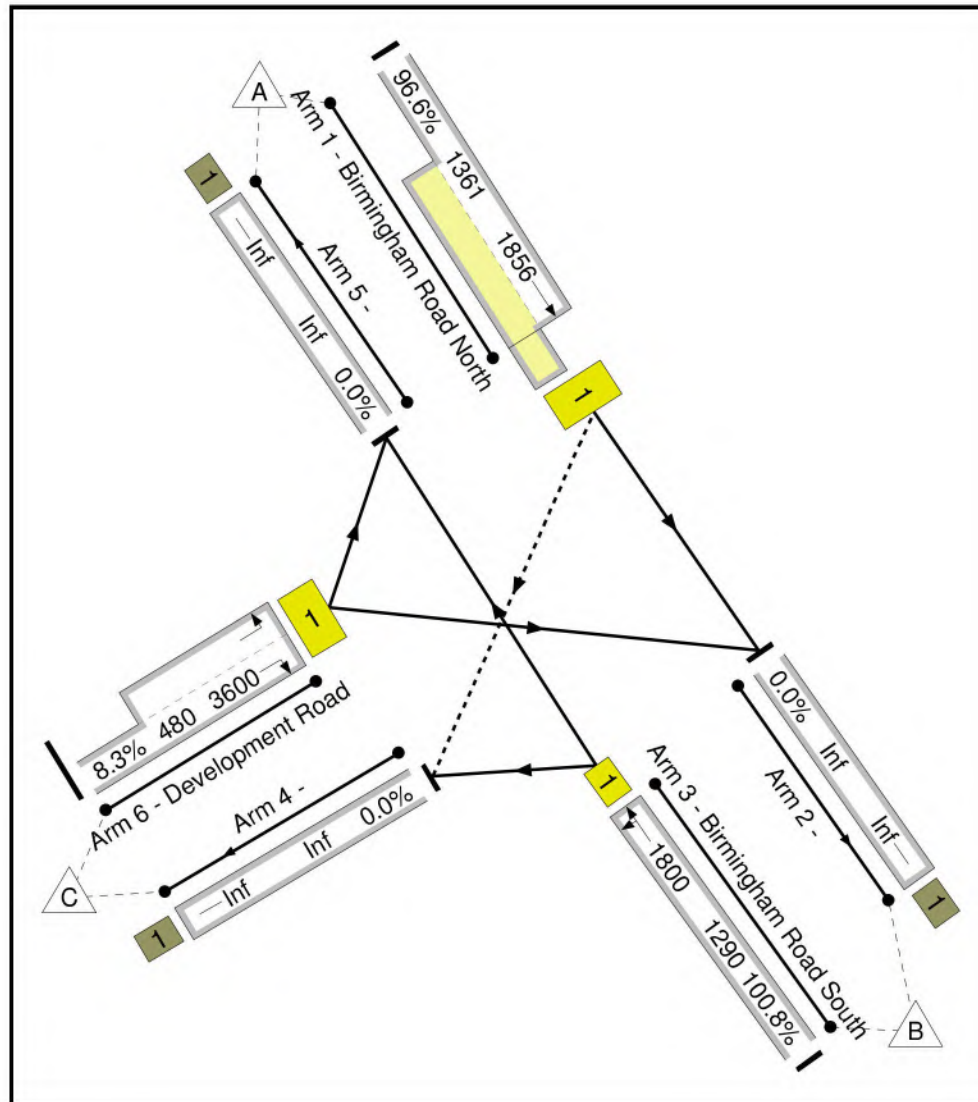 A
Arm 1 - Birmingham Road North
96.6% 1361 1856
1
1
Inf Inf 0.0%
Arm 5 -
1
8.3% 480 3600
Arm 6 - Development Road
Arm 4 -
Inf Inf 0.0%
1
C
1
1800 1290 100.8%
Arm 3 - Birmingham Road South
0.0% Inf Inf
Arm 2 -
1
B